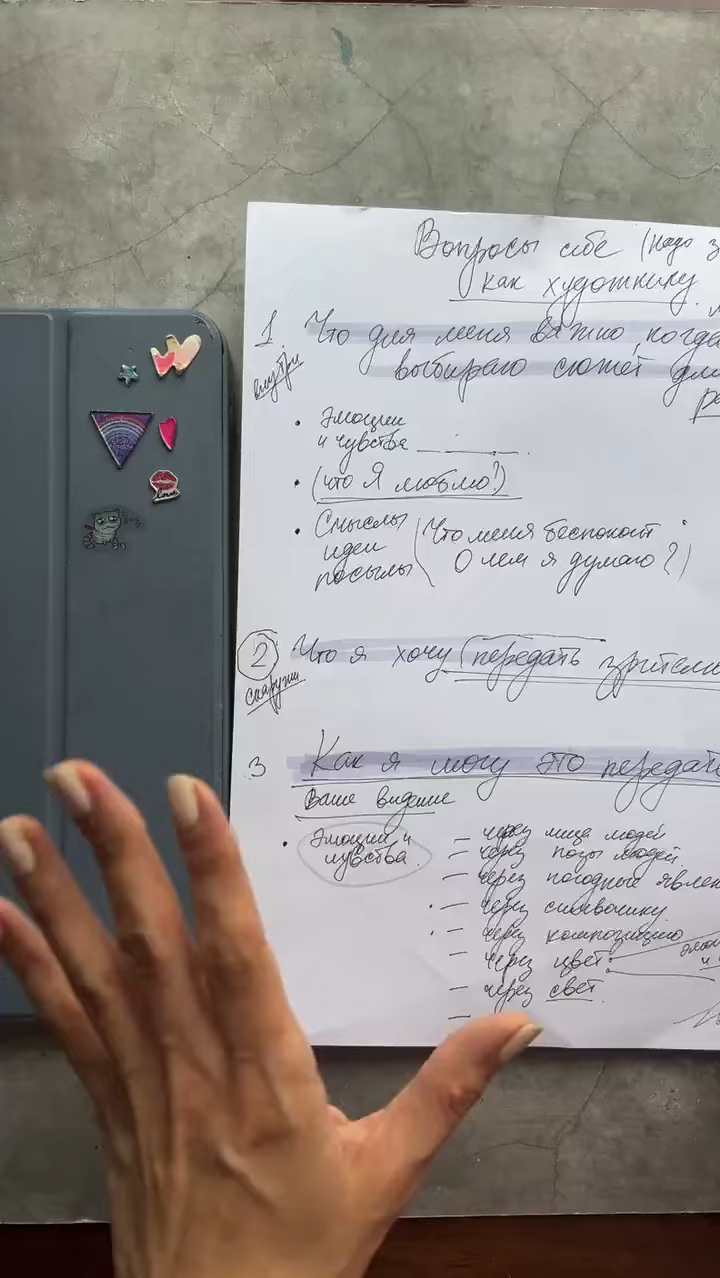 Вопросы себе (надо з
как художнику
1. Что для меня важно, когда
внутри
выбираю сюжет для
• Эмоции
и чувства
• (что я люблю?)
• Смыслы (Что меня беспокоит
идеи О чем я думаю?)
посылы
2 Что я хочу передать зрителю
снаружи
3 Как я могу это передать
Ваше видение
• Эмоции и
чувства
— через лица людей
— через позы людей
— через погодные явлен
— через символику
— через композицию
— через цвет
— через свет
love